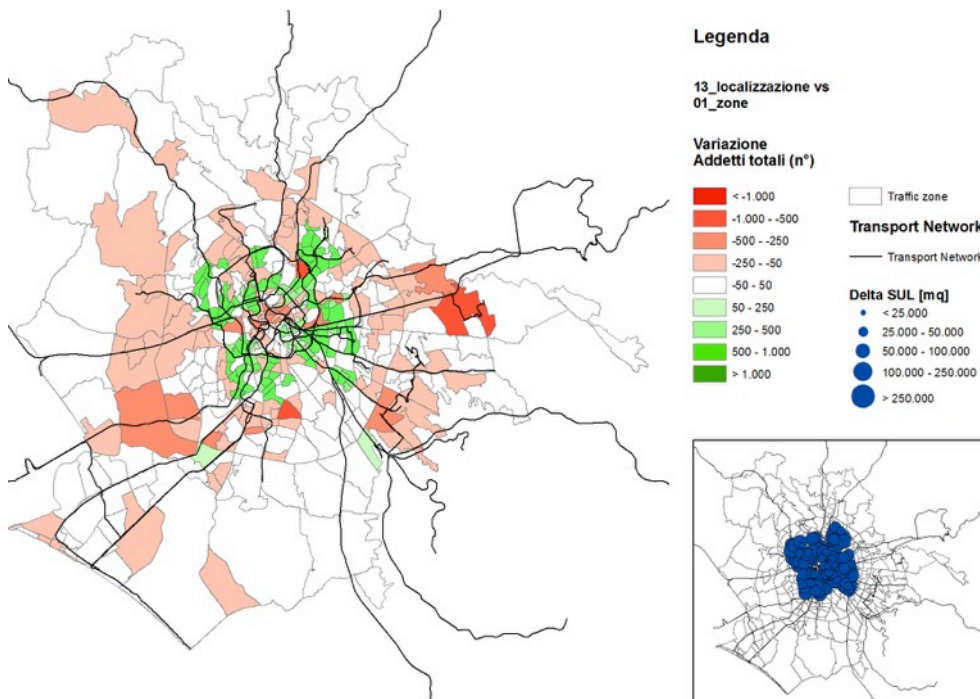 Legenda
13_localizzazione vs
01_zone
Variazione
Addetti totali (n°)
< -1.000
-1.000 - -500
-500 - -250
-250 - -50
-50 - 50
50 - 250
250 - 500
500 - 1.000
> 1.000
Traffic zone
Transport Network
Transport Network
Delta SUL [mq]
< 25.000
25.000 - 50.000
50.000 - 100.000
100.000 - 250.000
> 250.000